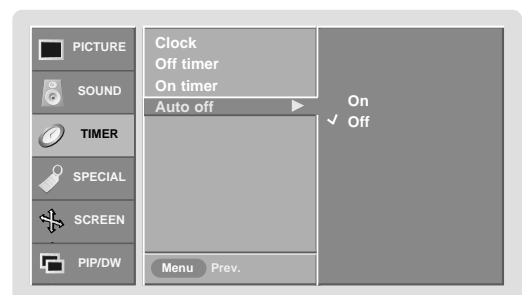 PICTURE
SOUND
TIMER
SPECIAL
SCREEN
PIP/DW
Clock
Off timer
On timer
Auto off
On
Off
Menu Prev.